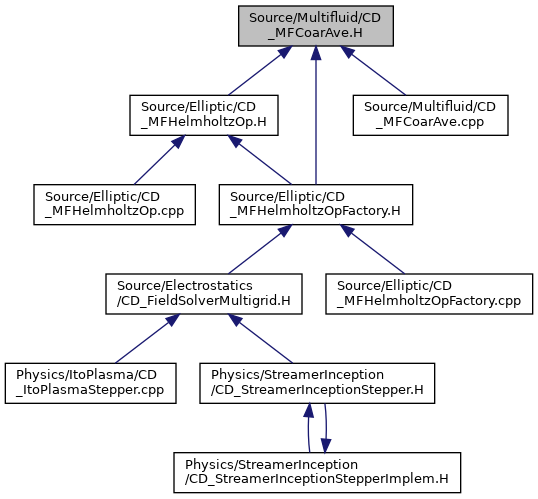 Source/Multifluid/CD
_MFCoarAve.H
Source/Elliptic/CD
_MFHelmholtzOp.H
Source/Multifluid/CD
_MFCoarAve.cpp
Source/Elliptic/CD
_MFHelmholtzOp.cpp
Source/Elliptic/CD
_MFHelmholtzOpFactory.H
Source/Electrostatics
/CD_FieldSolverMultigrid.H
Source/Elliptic/CD
_MFHelmholtzOpFactory.cpp
Physics/ItoPlasma/CD
_ItoPlasmaStepper.cpp
Physics/StreamerInception
/CD_StreamerInceptionStepper.H
Physics/StreamerInception
/CD_StreamerInceptionStepperImplem.H